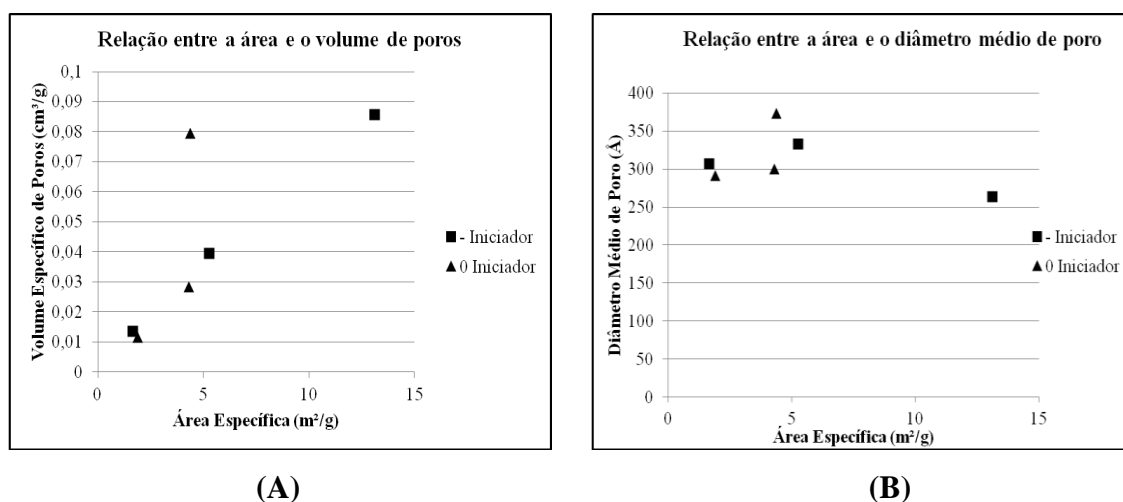 Relação entre a área e o volume de poros
Volume Específico de Poros (cm³/g)
0,1
0,09
0,08
0,07
0,06
0,05
0,04
0,03
0,02
0,01
0
0 5 10 15
Área Específica (m²/g)
- Iniciador
0 Iniciador
(A)
Relação entre a área e o diâmetro médio de poro
Diâmetro Médio de Poro (Å)
400
350
300
250
200
150
100
50
0
0 5 10 15
Área Específica (m²/g)
- Iniciador
0 Iniciador
(B)